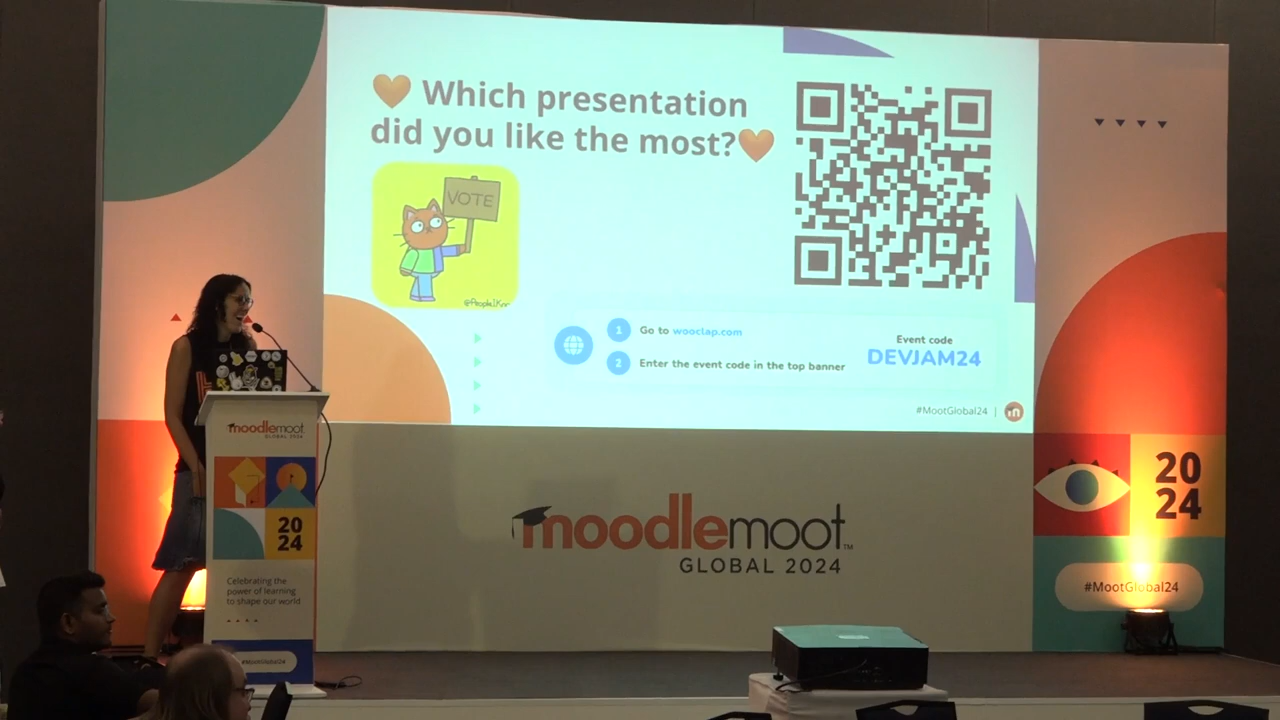 Which presentation
did you like the most?
VOTE
1 Go to wooclap.com
2 Enter the event code in the top banner
Event code
DEVJAM24
#MootGlobal24 |
moodlemoot
GLOBAL 2024
20
24
Celebrating the
power of learning
to shape our world
#MootGlobal24
moodlemoot™
GLOBAL 2024
20
24
#MootGlobal24